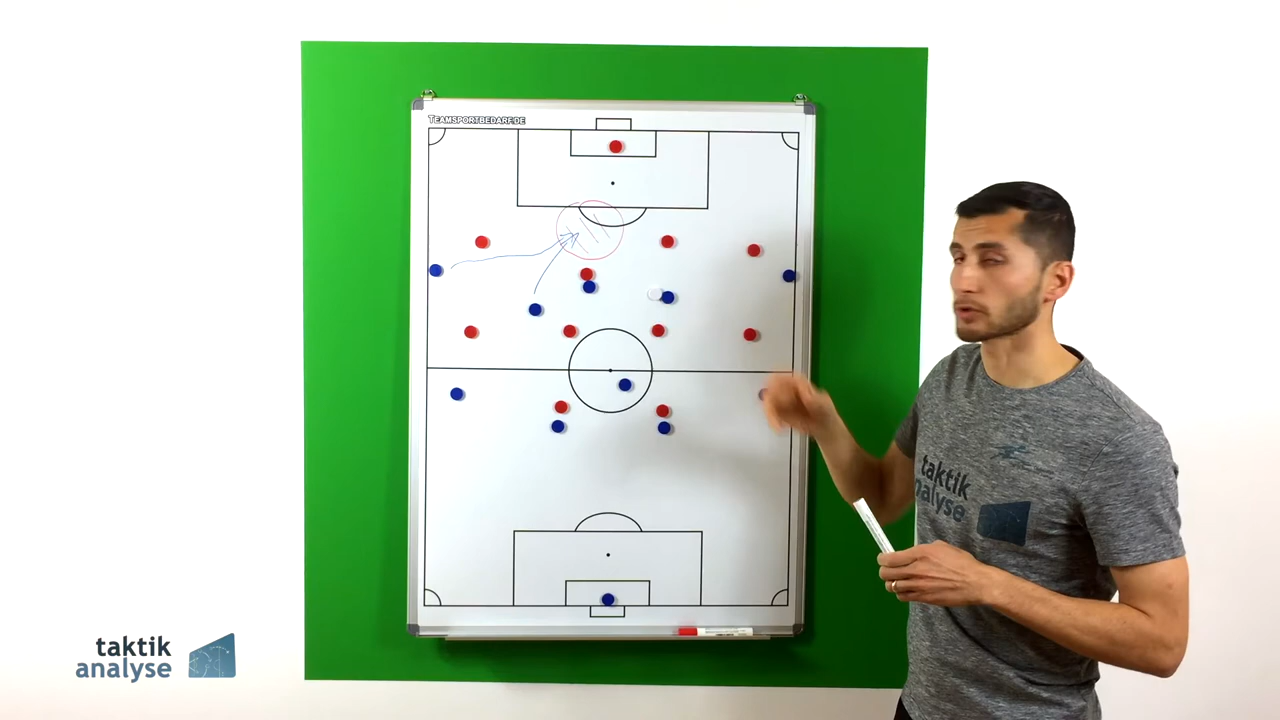 TEAMSPORTBEDARF.DE
taktik
analyse
taktik
analyse